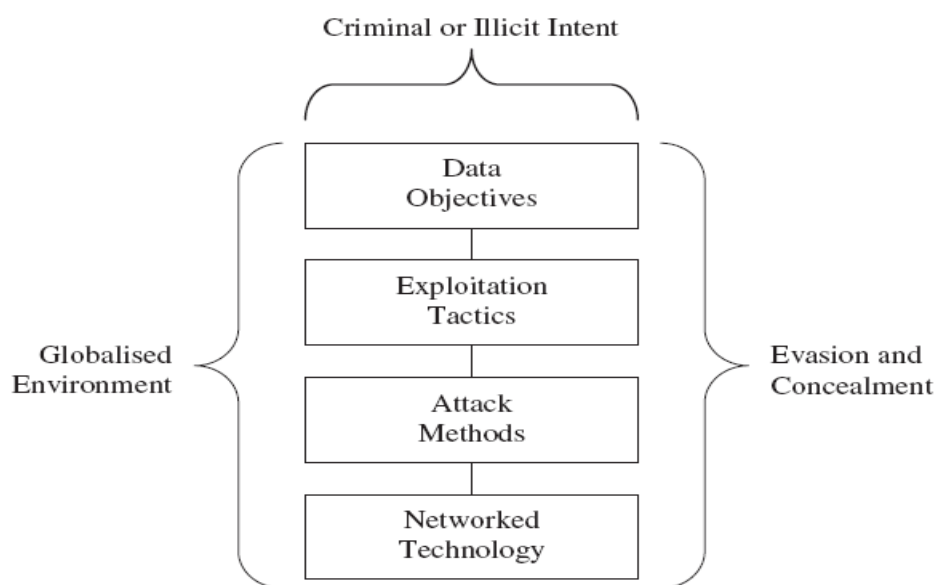 Criminal or Illicit Intent
Data
Objectives
Exploitation
Tactics
Globalised
Environment
Evasion and
Concealment
Attack
Methods
Networked
Technology